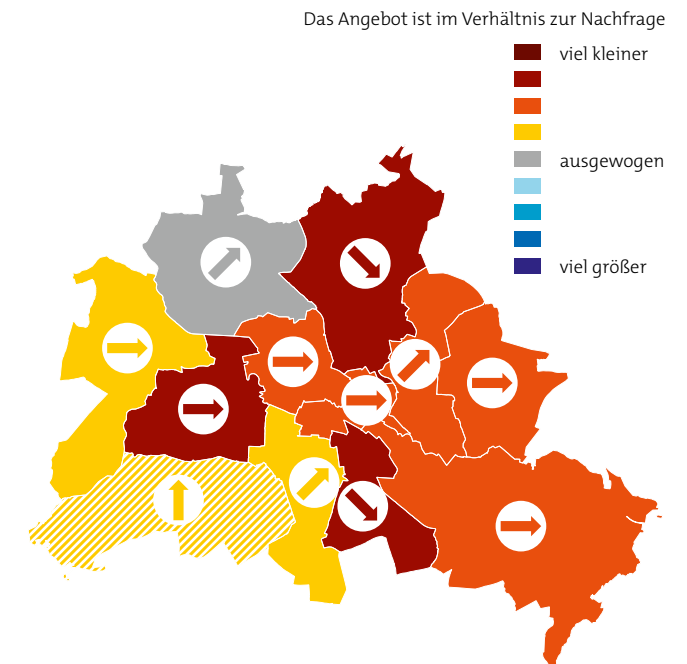 Das Angebot ist im Verhältnis zur Nachfrage
viel kleiner
ausgewogen
viel größer